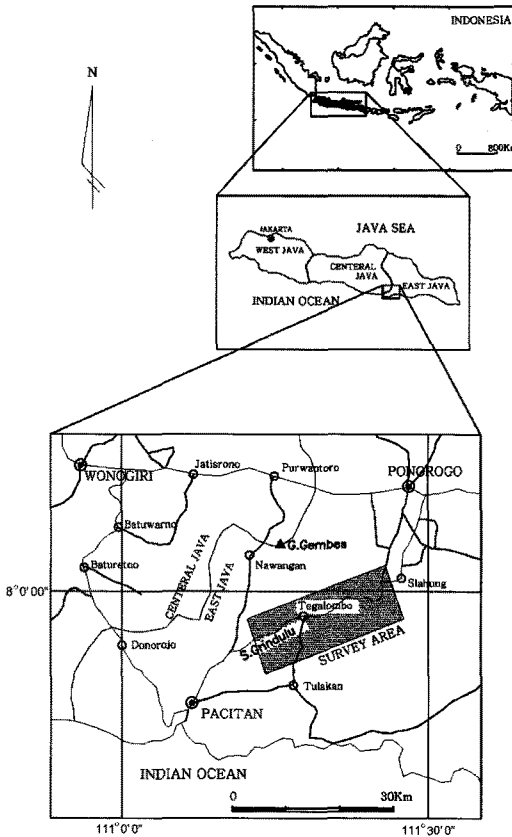 INDONESIA
N
0 800Km
JAKARTA
WEST JAVA
JAVA SEA
CENTERAL
JAVA
EAST JAVA
INDIAN OCEAN
WONOGIRI
Jatisrono
Purwantoro
PONOROGO
Batuwarno
G.Gembes
Baturetno
Nawangan
CENTERAL JAVA
EAST JAVA
Slahung
8°0'00"
Tegalombo
S.Grindulu
SURVEY AREA
Donorojo
Tulakan
PACITAN
INDIAN OCEAN
0 30Km
111°0'0"
111°30'0"